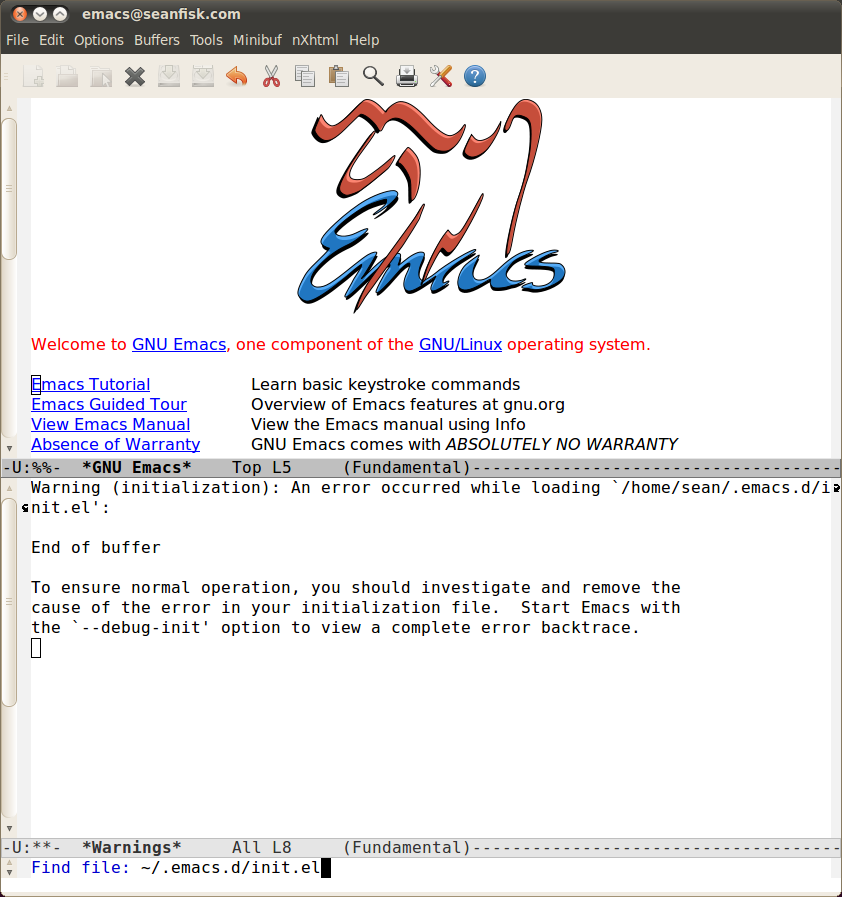 emacs@seanfisk.com
File Edit Options Buffers Tools Minibuf nXhtml Help
Emacs
Welcome to GNU Emacs, one component of the GNU/Linux operating system.
Emacs Tutorial Learn basic keystroke commands
Emacs Guided Tour Overview of Emacs features at gnu.org
View Emacs Manual View the Emacs manual using Info
Absence of Warranty GNU Emacs comes with ABSOLUTELY NO WARRANTY
-U:%%-  *GNU Emacs*    Top L5     (Fundamental)-------------------------------------
Warning (initialization): An error occurred while loading `/home/sean/.emacs.d/i
nit.el':
End of buffer
To ensure normal operation, you should investigate and remove the
cause of the error in your initialization file.  Start Emacs with
the `--debug-init' option to view a complete error backtrace.
-U:**-  *Warnings*     All L8     (Fundamental)-------------------------------------
Find file: ~/.emacs.d/init.el